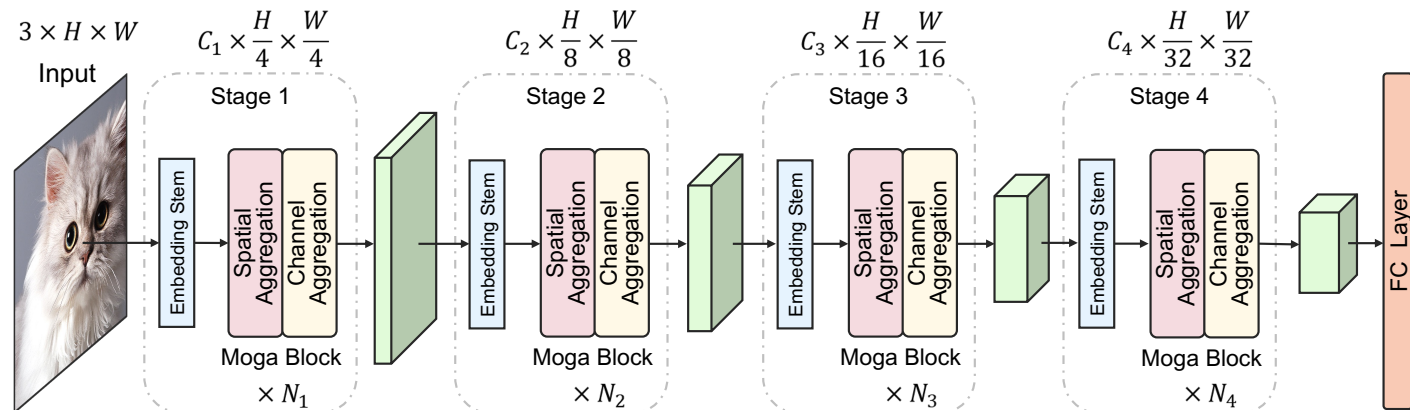 3 × H × W
Input
C₁ × H/4 × W/4
Stage 1
Embedding Stem
Spatial Aggregation
Channel Aggregation
Moga Block
× N₁
C₂ × H/8 × W/8
Stage 2
Embedding Stem
Spatial Aggregation
Channel Aggregation
Moga Block
× N₂
C₃ × H/16 × W/16
Stage 3
Embedding Stem
Spatial Aggregation
Channel Aggregation
Moga Block
× N₃
C₄ × H/32 × W/32
Stage 4
Embedding Stem
Spatial Aggregation
Channel Aggregation
Moga Block
× N₄
FC Layer